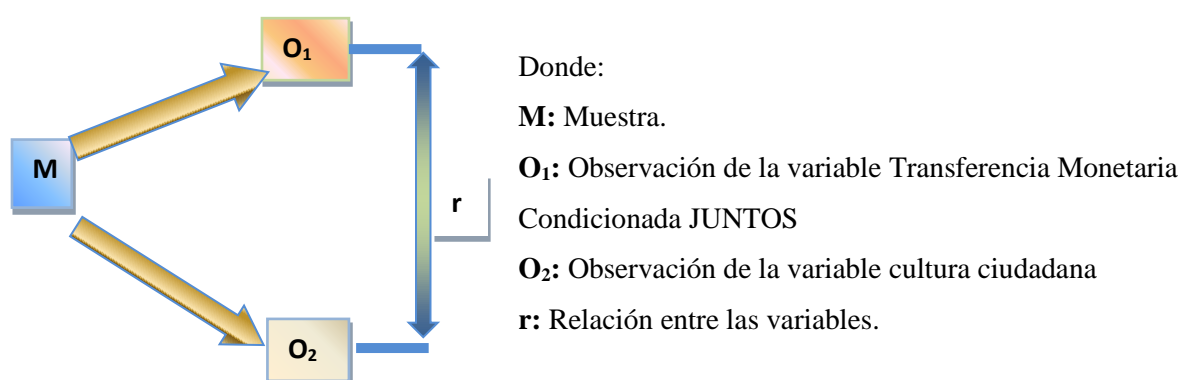 O₁
M
r
O₂
Donde:
M: Muestra.
O₁: Observación de la variable Transferencia Monetaria
Condicionada JUNTOS
O₂: Observación de la variable cultura ciudadana
r: Relación entre las variables.